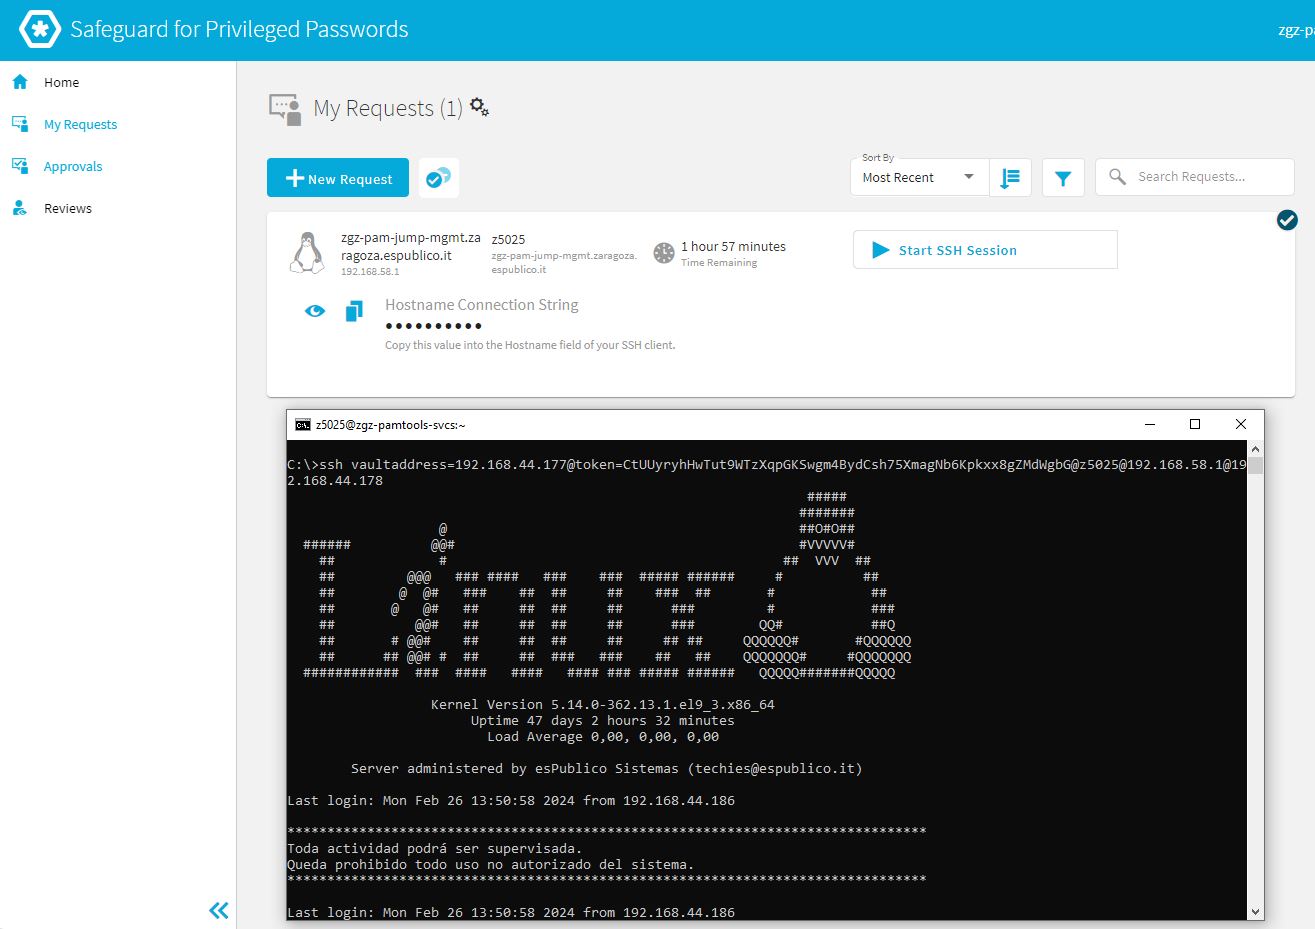 Safeguard for Privileged Passwords
zgz-p
Home
My Requests
Approvals
Reviews
My Requests (1)
New Request
Sort By
Most Recent
Search Requests...
zgz-pam-jump-mgmt.za
ragoza.espublico.it
192.168.58.1
z5025
zgz-pam-jump-mgmt.zaragoza.
espublico.it
1 hour 57 minutes
Time Remaining
Start SSH Session
Hostname Connection String
●●●●●●●●●●
Copy this value into the Hostname field of your SSH client.
z5025@zgz-pamtools-svcs:~
C:\>ssh vaultaddress=192.168.44.177@token=CtUUyryhHwTut9WTzXqpGKSwgm4BydCsh75XmagNb6Kpkxx8gZMdWgbG@z5025@192.168.58.1@19
2.168.44.178
Kernel Version 5.14.0-362.13.1.el9_3.x86_64
Uptime 47 days 2 hours 32 minutes
Load Average 0,00, 0,00, 0,00
Server administered by esPublico Sistemas (techies@espublico.it)
Last login: Mon Feb 26 13:50:58 2024 from 192.168.44.186
********************************************************************************
Toda actividad podrá ser supervisada.
Queda prohibido todo uso no autorizado del sistema.
********************************************************************************
Last login: Mon Feb 26 13:50:58 2024 from 192.168.44.186